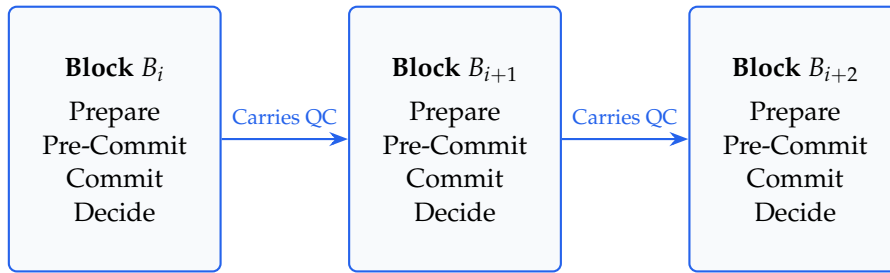 Block B_i
Prepare
Pre-Commit
Commit
Decide
Carries QC
Block B_{i+1}
Prepare
Pre-Commit
Commit
Decide
Carries QC
Block B_{i+2}
Prepare
Pre-Commit
Commit
Decide